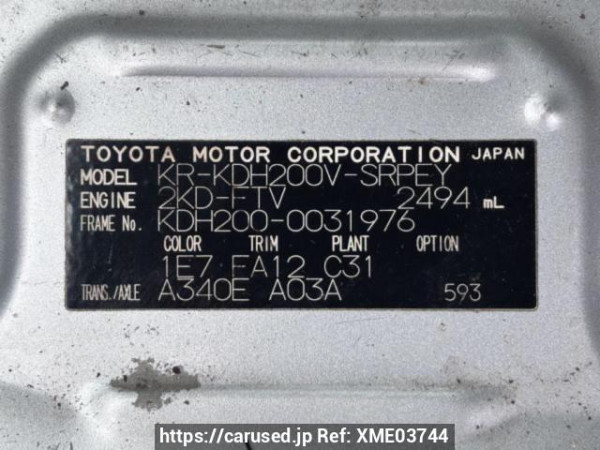 TOYOTA MOTOR CORPORATION JAPAN
MODEL KR-KDH200V-SRPEY
ENGINE 2KD-FTV 2494 mL
FRAME No. KDH200-0031976
COLOR TRIM PLANT OPTION
1E7 EA12 C31
TRANS./AXLE A340E A03A 593
https://carused.jp Ref: XME03744